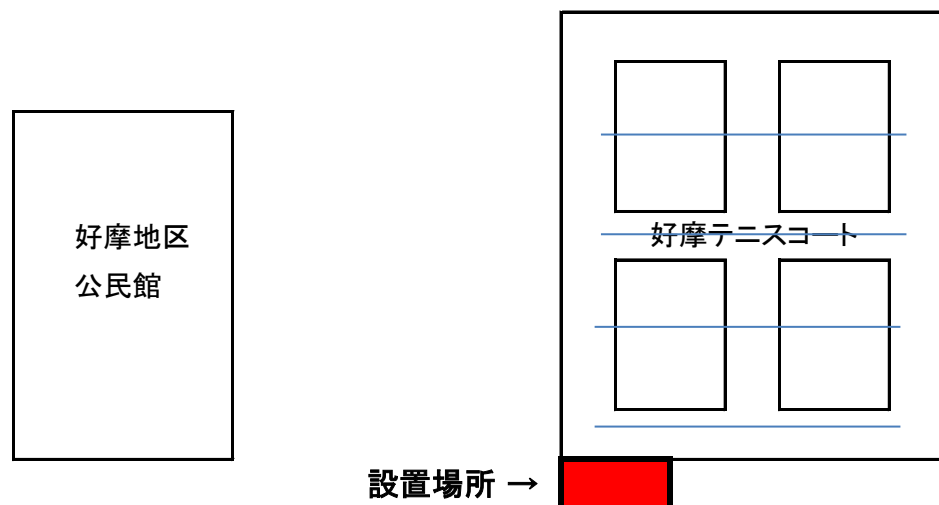 好摩地区
公民館
好摩テニスコート
設置場所 →